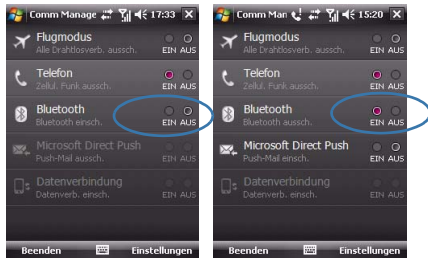 Comm Manage 17:33
Flugmodus
Alle Drahtlosverb. aussch.
EIN AUS
Telefon
Zellul. Funk aussch.
EIN AUS
Bluetooth
Bluetooth einsch.
EIN AUS
Microsoft Direct Push
Push-Mail aussch.
EIN AUS
Datenverbindung
Datenverb. einsch.
EIN AUS
Beenden Einstellungen
Comm Mar 15:20
Flugmodus
Alle Drahtlosverb. aussch.
EIN AUS
Telefon
Zellul. Funk aussch.
EIN AUS
Bluetooth
Bluetooth aussch.
EIN AUS
Microsoft Direct Push
Push-Mail einsch.
EIN AUS
Datenverbindung
Datenverb. einsch.
EIN AUS
Beenden Einstellungen